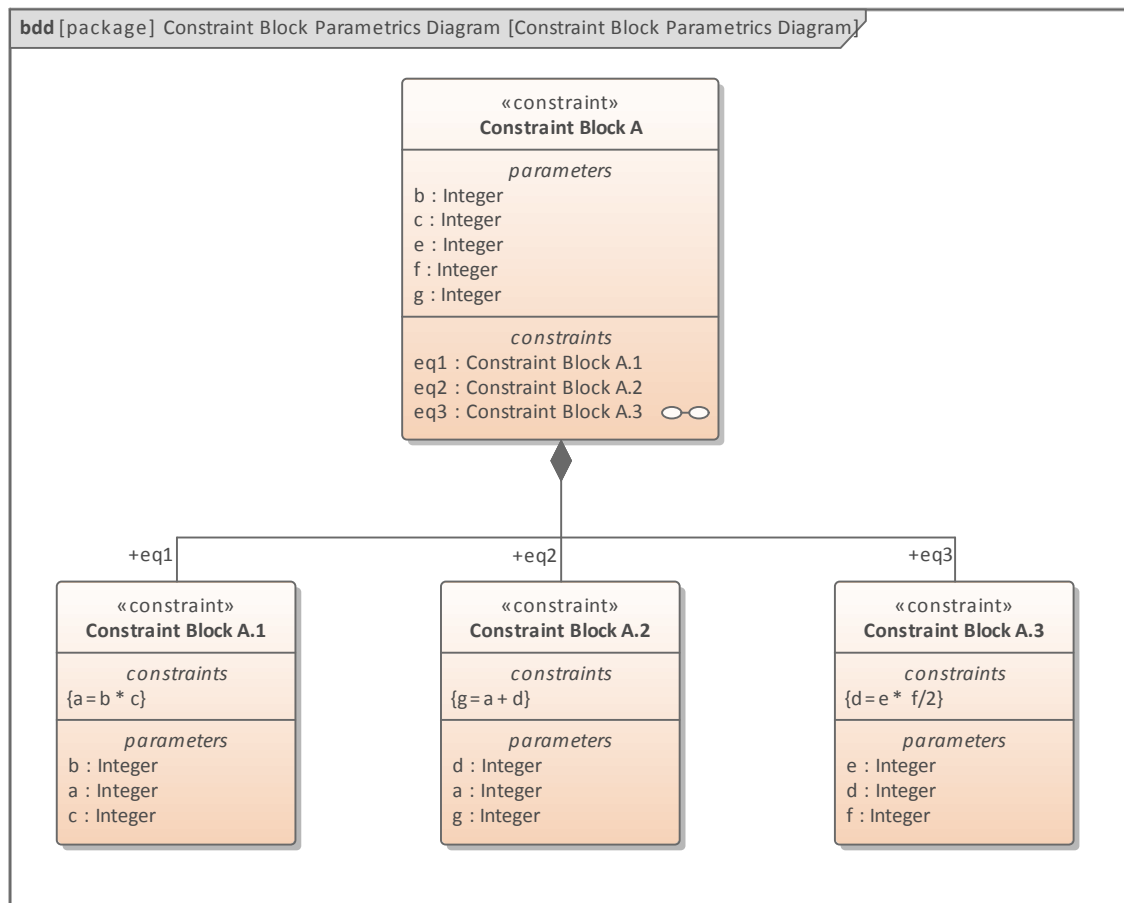 bdd [package] Constraint Block Parametrics Diagram [Constraint Block Parametrics Diagram]
«constraint»
Constraint Block A
parameters
b : Integer
c : Integer
e : Integer
f : Integer
g : Integer
constraints
eq1 : Constraint Block A.1
eq2 : Constraint Block A.2
eq3 : Constraint Block A.3
+eq1
+eq2
+eq3
«constraint»
Constraint Block A.1
constraints
{a=b * c}
parameters
b : Integer
a : Integer
c : Integer
«constraint»
Constraint Block A.2
constraints
{g=a + d}
parameters
d : Integer
a : Integer
g : Integer
«constraint»
Constraint Block A.3
constraints
{d=e * f/2}
parameters
e : Integer
d : Integer
f : Integer